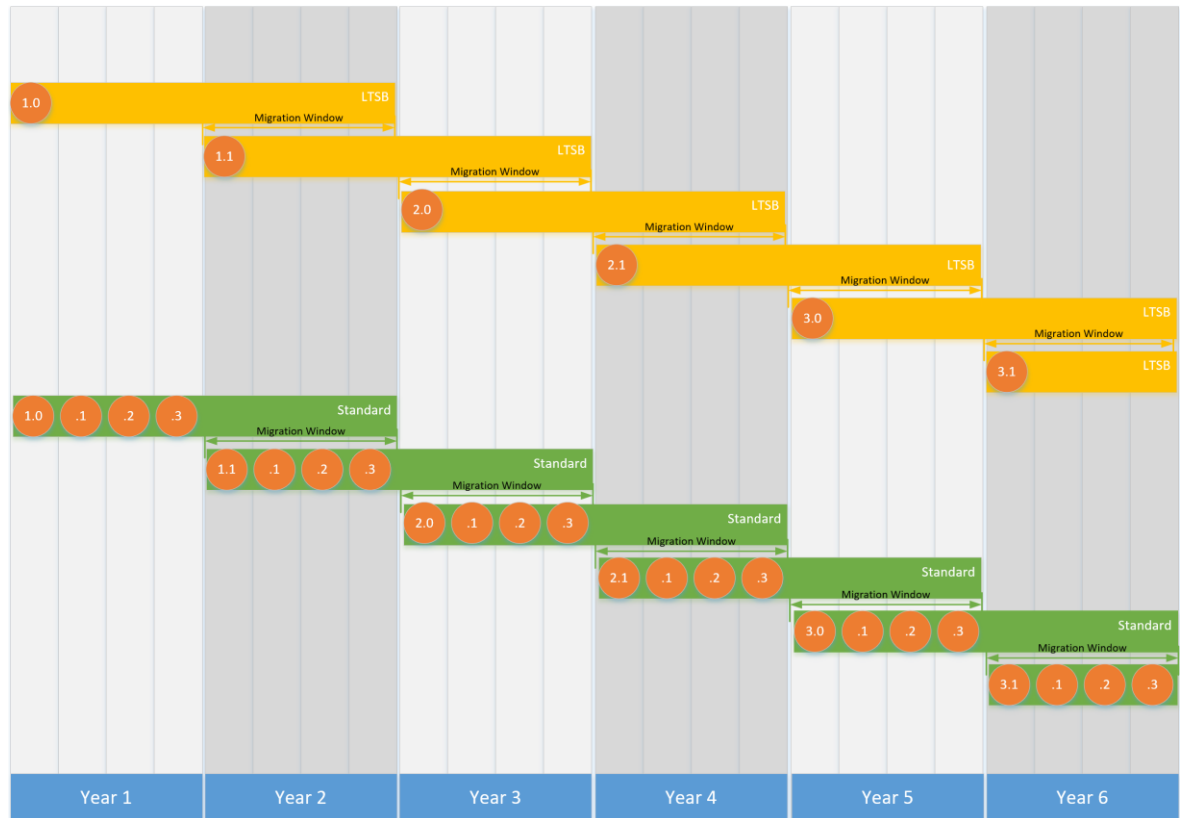 LTSB
1.0
Migration Window
LTSB
1.1
Migration Window
LTSB
2.0
Migration Window
LTSB
2.1
Migration Window
LTSB
3.0
Migration Window
LTSB
3.1
Standard
1.0 .1 .2 .3
Migration Window
Standard
1.1 .1 .2 .3
Migration Window
Standard
2.0 .1 .2 .3
Migration Window
Standard
2.1 .1 .2 .3
Migration Window
Standard
3.0 .1 .2 .3
Migration Window
3.1 .1 .2 .3
Year 1 Year 2 Year 3 Year 4 Year 5 Year 6